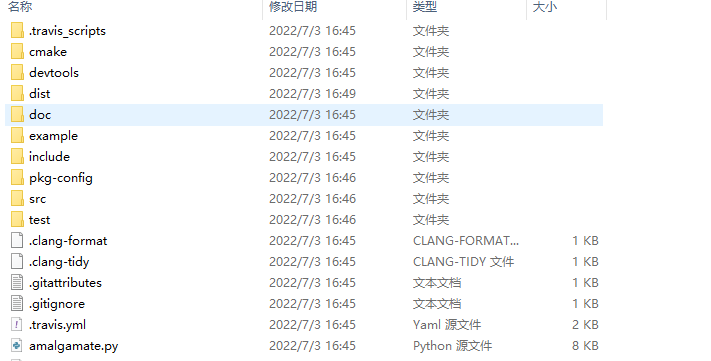 名称 修改日期 类型 大小
.travis_scripts 2022/7/3 16:45 文件夹
cmake 2022/7/3 16:45 文件夹
devtools 2022/7/3 16:45 文件夹
dist 2022/7/3 16:49 文件夹
doc 2022/7/3 16:45 文件夹
example 2022/7/3 16:45 文件夹
include 2022/7/3 16:45 文件夹
pkg-config 2022/7/3 16:46 文件夹
src 2022/7/3 16:46 文件夹
test 2022/7/3 16:46 文件夹
.clang-format 2022/7/3 16:45 CLANG-FORMAT... 1 KB
.clang-tidy 2022/7/3 16:45 CLANG-TIDY 文件 1 KB
.gitattributes 2022/7/3 16:45 文本文档 1 KB
.gitignore 2022/7/3 16:45 文本文档 1 KB
.travis.yml 2022/7/3 16:45 Yaml 源文件 2 KB
amalgamate.py 2022/7/3 16:45 Python 源文件 8 KB